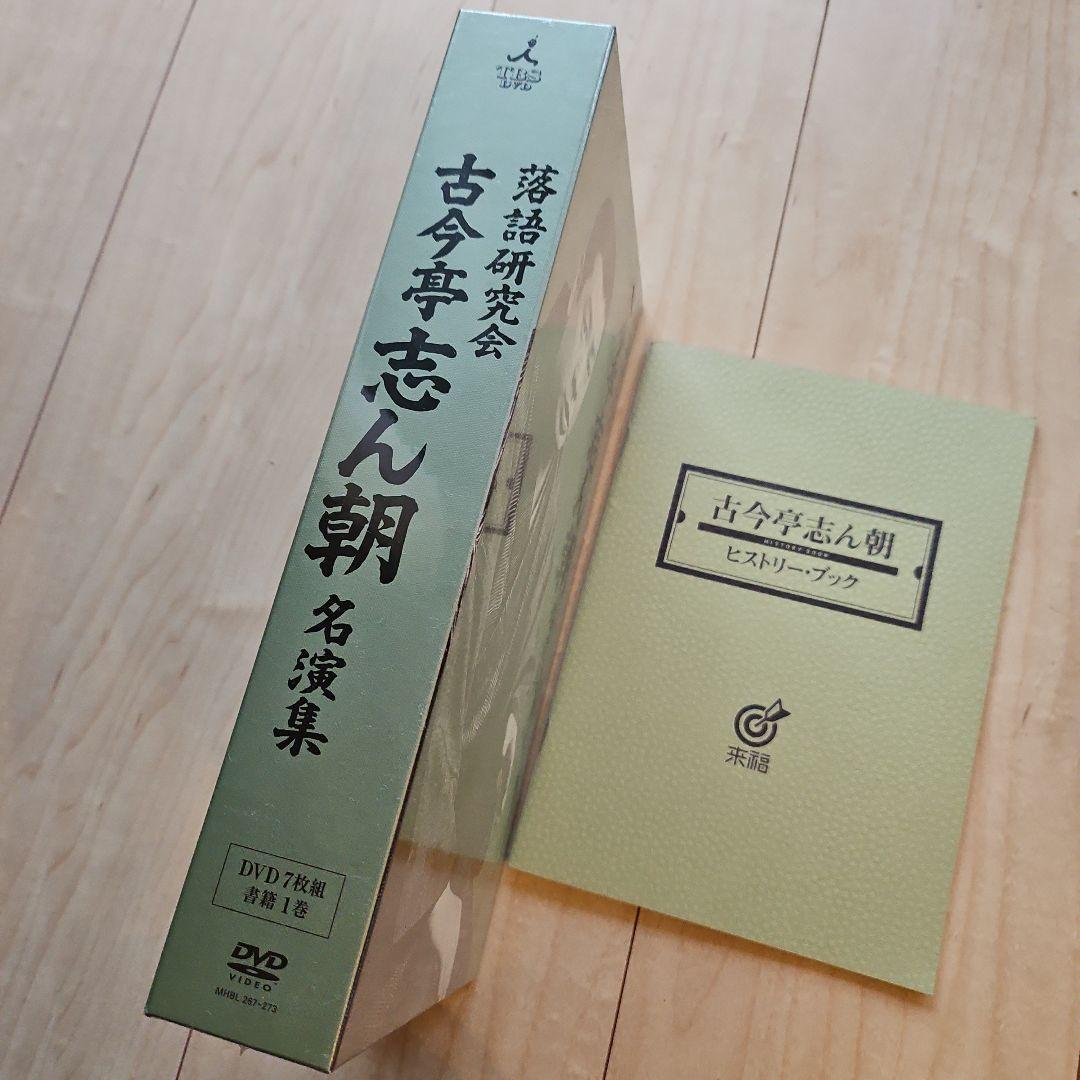 TBS
DVD
落語研究会
古今亭志ん朝 名演集
DVD 7枚組
書籍 1巻
DVD
VIDEO
MHBL 267~273
古今亭志ん朝
HISTORY BOOK
ヒストリー・ブック
来福